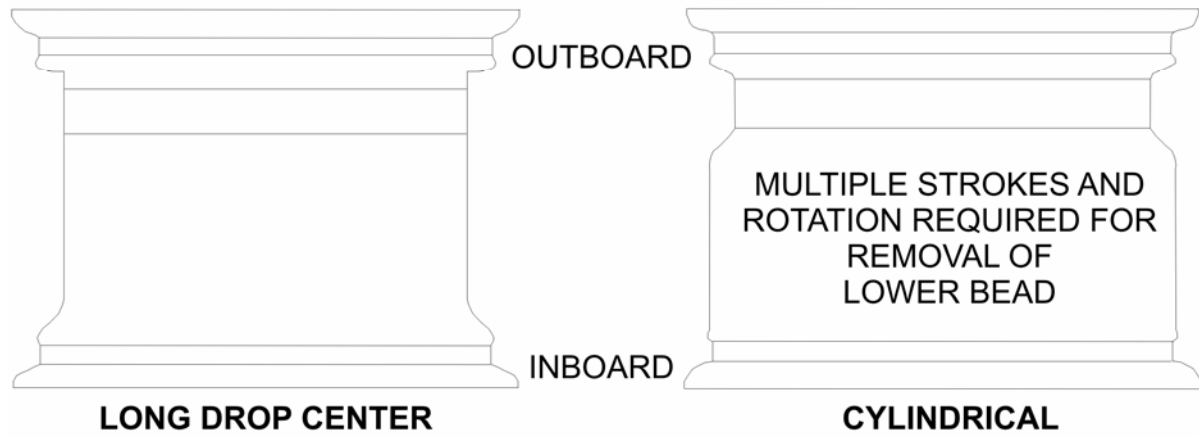 OUTBOARD
MULTIPLE STROKES AND
ROTATION REQUIRED FOR
REMOVAL OF
LOWER BEAD
INBOARD
LONG DROP CENTER
CYLINDRICAL